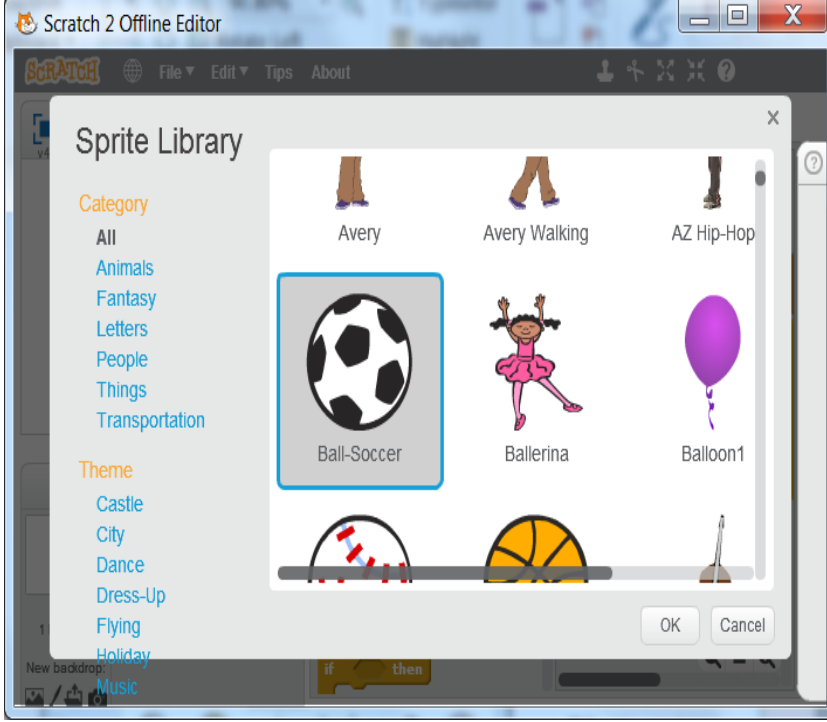 Scratch 2 Offline Editor
X
SCRATCH File Edit Tips About
Sprite Library
x
Category
All
Animals
Fantasy
Letters
People
Things
Transportation
Theme
Castle
City
Dance
Dress-Up
Flying
Holiday
Music
Avery Avery Walking AZ Hip-Hop
Ball-Soccer Ballerina Balloon1
OK Cancel
v4
?
1
New backdrop:
if then